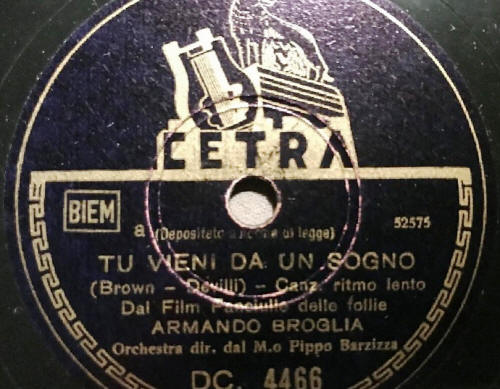 CETRA
BIEM
a (Depositato a norma di legge)
52575
TU VIENI DA UN SOGNO
(Brown - Devilli) - Canz. ritmo lento
Dal Film Fanciulle delle follie
ARMANDO BROGLIA
Orchestra dir. dal M.o Pippo Barzizza
DC. 4466